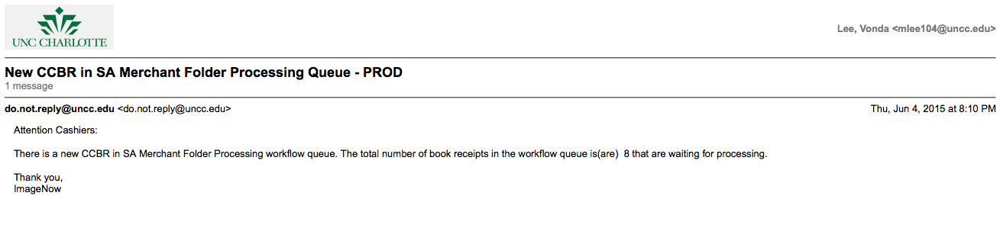 UNC CHARLOTTE
Lee, Vonda <mlee104@uncc.edu>
New CCBR in SA Merchant Folder Processing Queue - PROD
1 message
do.not.reply@uncc.edu <do.not.reply@uncc.edu>
Thu, Jun 4, 2015 at 8:10 PM
Attention Cashiers:
There is a new CCBR in SA Merchant Folder Processing workflow queue. The total number of book receipts in the workflow queue is(are)  8 that are waiting for processing.
Thank you,
ImageNow